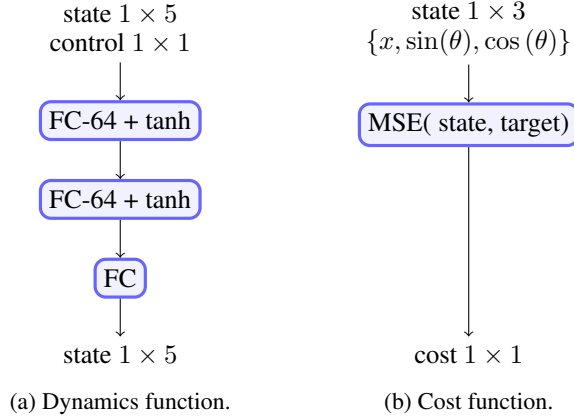 state 1 × 5
control 1 × 1
FC-64 + tanh
FC-64 + tanh
FC
state 1 × 5
(a) Dynamics function.
state 1 × 3
{x, sin(θ), cos (θ)}
MSE( state, target)
cost 1 × 1
(b) Cost function.